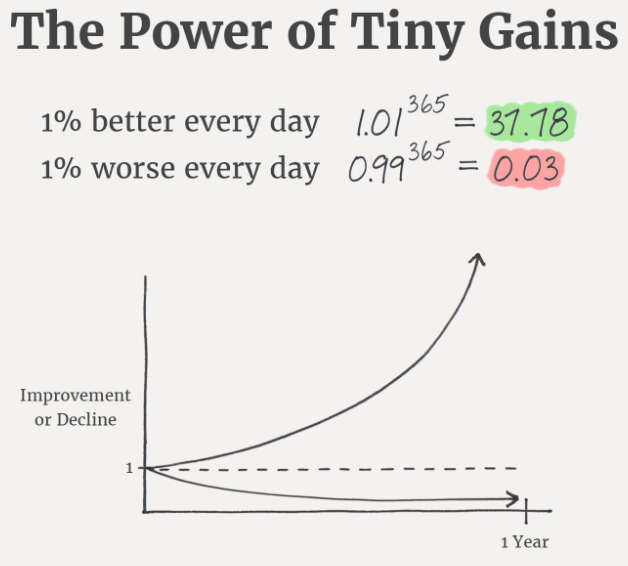 The Power of Tiny Gains
1% better every day 1.01^365 = 37.78
1% worse every day 0.99^365 = 0.03
Improvement
or Decline
1
1 Year